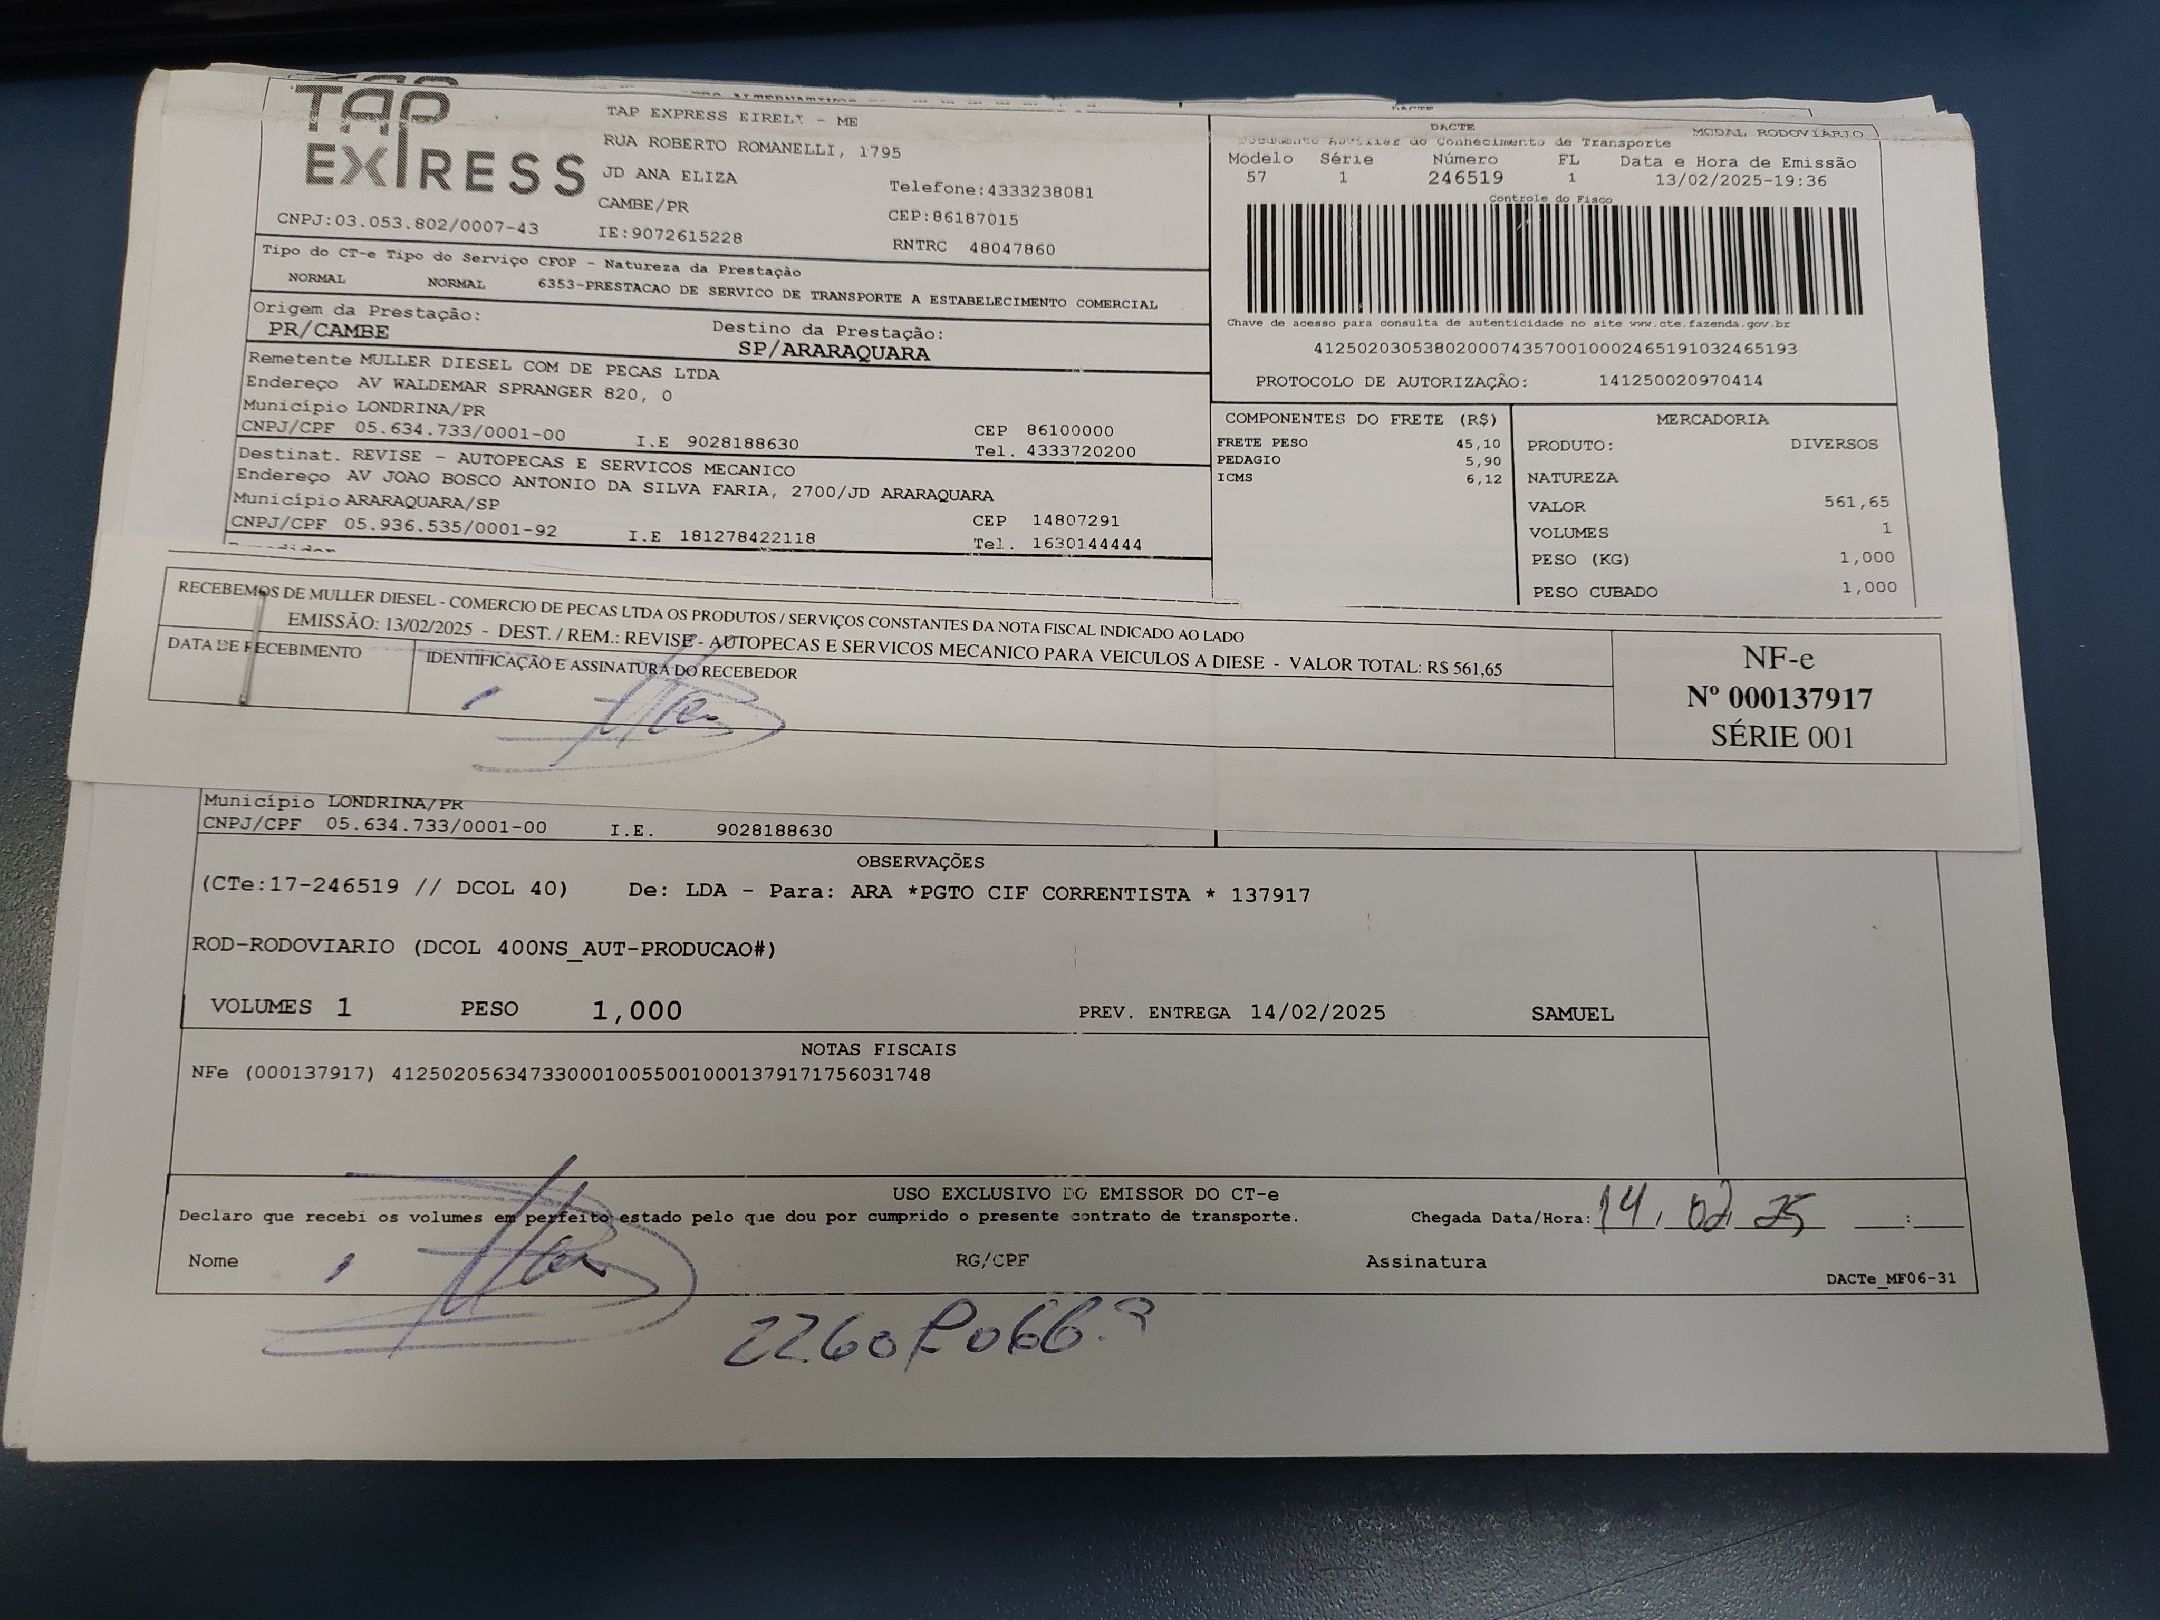 TAP
EXPRESS
TAP EXPRESS EIRELI - ME
RUA ROBERTO ROMANELLI, 1795
JD ANA ELIZA
Telefone:4333238081
CAMBE/PR
CEP:86187015
CNPJ:03.053.802/0007-43
IE:9072615228
RNTRC 48047860
DACTE
MODAL RODOVIARIO
Documento Auxiliar do Conhecimento de Transporte
Modelo Série Número FL Data e Hora de Emissão
57 1 246519 1 13/02/2025-19:36
Controle do Fisco
Chave de acesso para consulta de autenticidade no site www.cte.fazenda.gov.br
41250203053802000743570010002465191032465193
PROTOCOLO DE AUTORIZAÇÃO: 141250020970414
Tipo do CT-e Tipo do Serviço CFOP - Natureza da Prestação
NORMAL NORMAL 6353-PRESTACAO DE SERVICO DE TRANSPORTE A ESTABELECIMENTO COMERCIAL
Origem da Prestação: Destino da Prestação:
PR/CAMBE SP/ARARAQUARA
Remetente MULLER DIESEL COM DE PECAS LTDA
Endereço AV WALDEMAR SPRANGER 820, 0
Município LONDRINA/PR CEP 86100000
CNPJ/CPF 05.634.733/0001-00 I.E 9028188630 Tel. 4333720200
Destinat. REVISE - AUTOPECAS E SERVICOS MECANICO
Endereço AV JOAO BOSCO ANTONIO DA SILVA FARIA, 2700/JD ARARAQUARA
Município ARARAQUARA/SP CEP 14807291
CNPJ/CPF 05.936.535/0001-92 I.E 181278422118 Tel. 1630144444
COMPONENTES DO FRETE (R$)
FRETE PESO 45,10
PEDAGIO 5,90
ICMS 6,12
MERCADORIA
PRODUTO: DIVERSOS
NATUREZA
VALOR 561,65
VOLUMES 1
PESO (KG) 1,000
PESO CUBADO 1,000
RECEBEMOS DE MULLER DIESEL - COMERCIO DE PECAS LTDA OS PRODUTOS / SERVIÇOS CONSTANTES DA NOTA FISCAL INDICADO AO LADO
EMISSÃO: 13/02/2025 - DEST. / REM.: REVISE - AUTOPECAS E SERVICOS MECANICO PARA VEICULOS A DIESE - VALOR TOTAL: R$ 561,65
DATA DE RECEBIMENTO
IDENTIFICAÇÃO E ASSINATURA DO RECEBEDOR
NF-e
Nº 000137917
SÉRIE 001
Município LONDRINA/PR
CNPJ/CPF 05.634.733/0001-00 I.E. 9028188630
OBSERVAÇÕES
(CTe:17-246519 // DCOL 40) De: LDA - Para: ARA *PGTO CIF CORRENTISTA * 137917
ROD-RODOVIARIO (DCOL 400NS_AUT-PRODUCAO#)
VOLUMES 1 PESO 1,000 PREV. ENTREGA 14/02/2025 SAMUEL
NOTAS FISCAIS
NFe (000137917) 41250205634733000100550010001379171756031748
USO EXCLUSIVO DO EMISSOR DO CT-e
Declaro que recebi os volumes em perfeito estado pelo que dou por cumprido o presente contrato de transporte.
Chegada Data/Hora: 14. 02 25 :
Nome RG/CPF Assinatura
DACTe_MF06-31